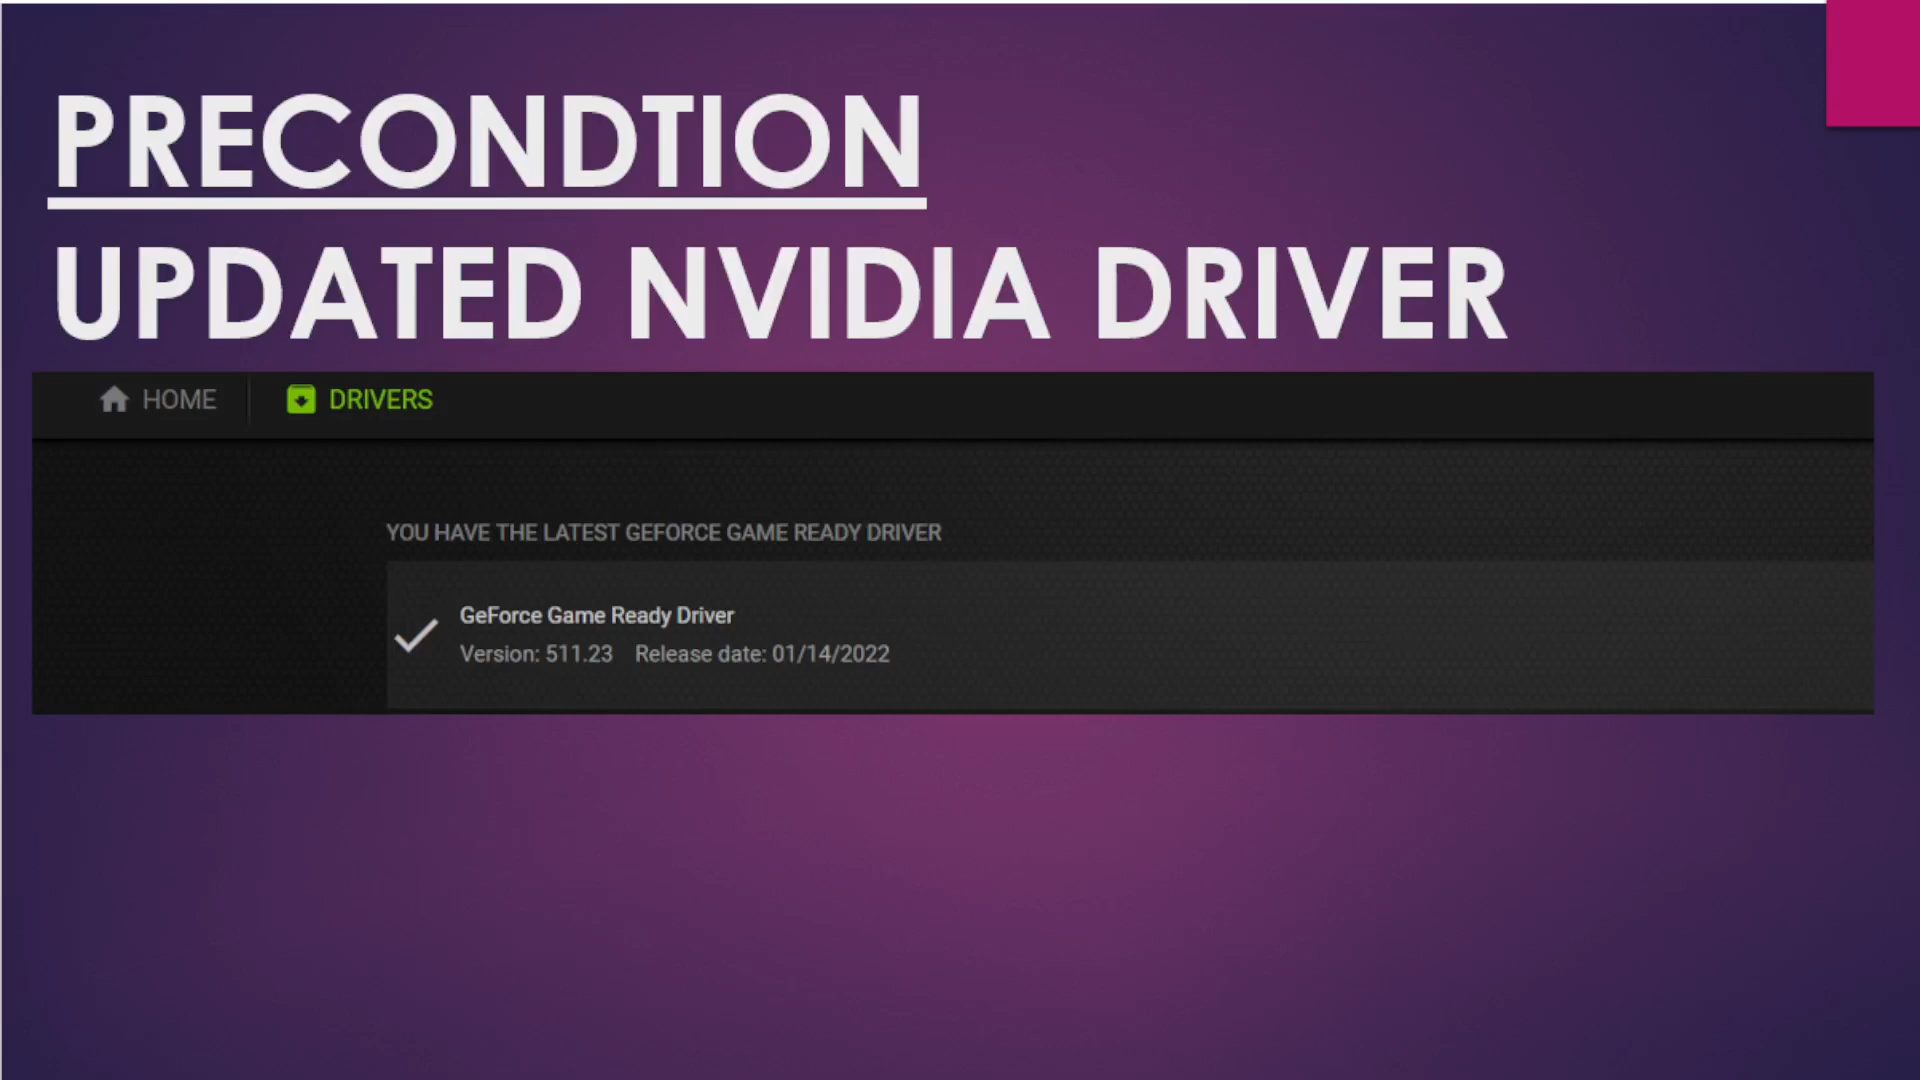 PRECONDTION
UPDATED NVIDIA DRIVER
HOME DRIVERS
YOU HAVE THE LATEST GEFORCE GAME READY DRIVER
GeForce Game Ready Driver
Version: 511.23 Release date: 01/14/2022